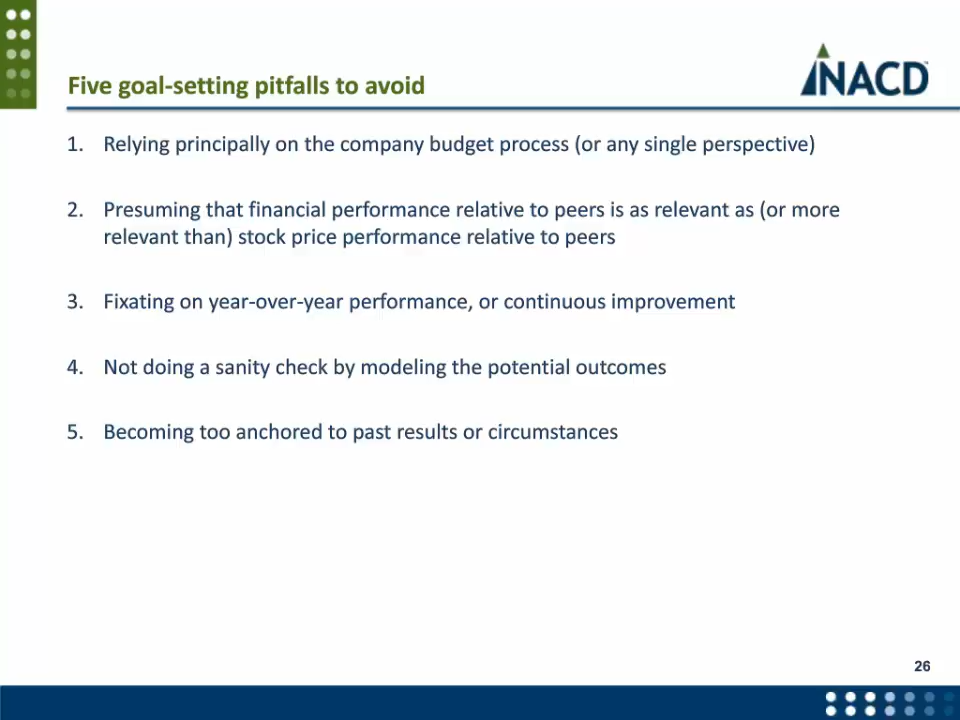 NACD
Five goal-setting pitfalls to avoid
1. Relying principally on the company budget process (or any single perspective)
2. Presuming that financial performance relative to peers is as relevant as (or more
relevant than) stock price performance relative to peers
3. Fixating on year-over-year performance, or continuous improvement
4. Not doing a sanity check by modeling the potential outcomes
5. Becoming too anchored to past results or circumstances
26